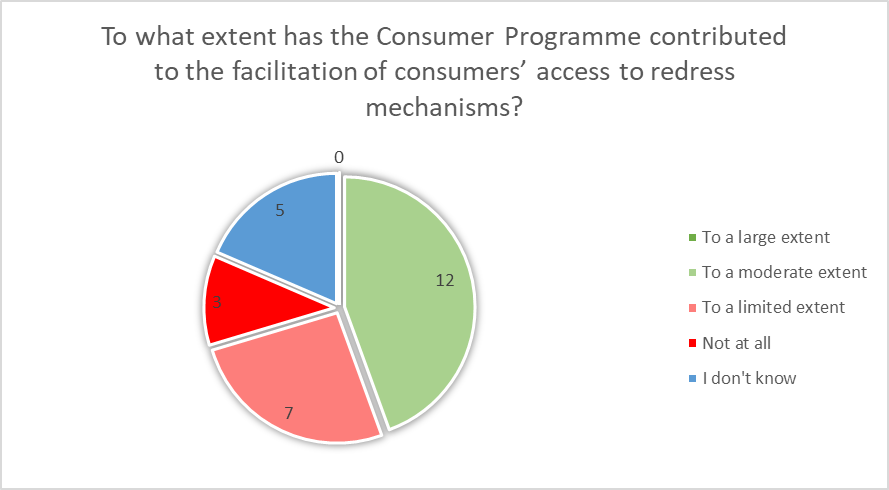 To what extent has the Consumer Programme contributed
to the facilitation of consumers’ access to redress
mechanisms?
0
5
12
3
7
To a large extent
To a moderate extent
To a limited extent
Not at all
I don't know